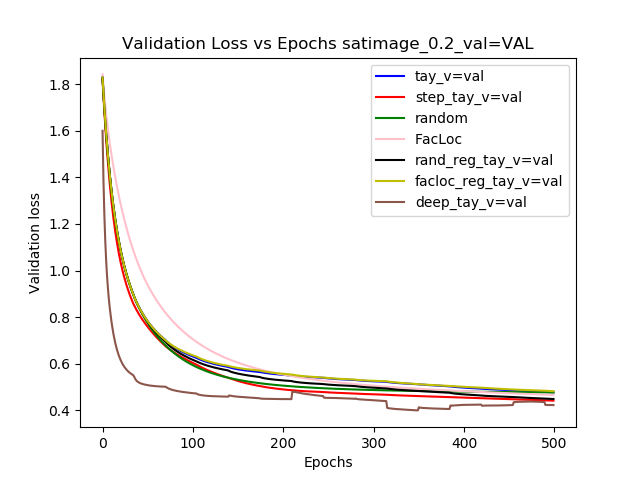 Validation Loss vs Epochs satimage_0.2_val=VAL
Validation loss
1.8
1.6
1.4
1.2
1.0
0.8
0.6
0.4
tay_v=val
step_tay_v=val
random
FacLoc
rand_reg_tay_v=val
facloc_reg_tay_v=val
deep_tay_v=val
0 100 200 300 400 500
Epochs